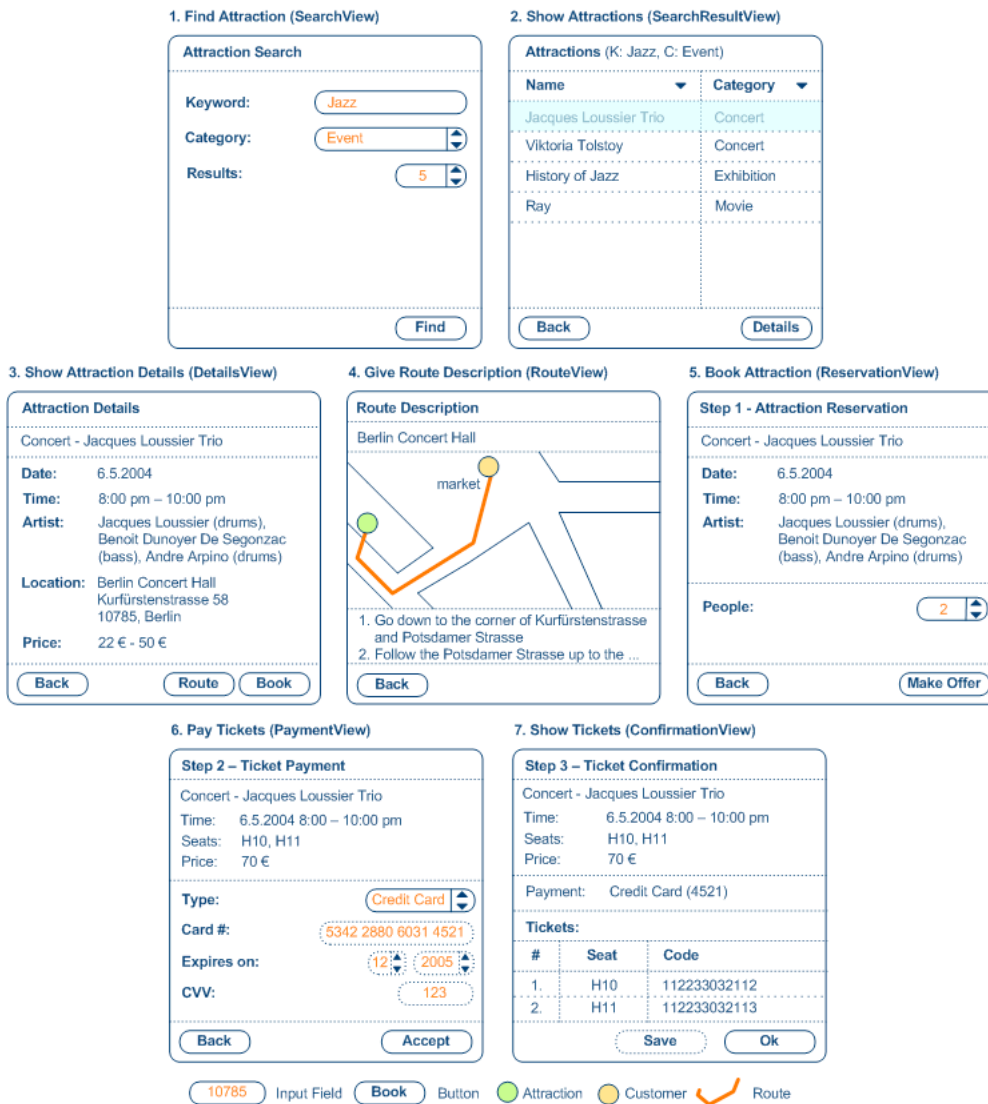 1. Find Attraction (SearchView)
Attraction Search
Keyword: Jazz
Category: Event
Results: 5
Find
2. Show Attractions (SearchResultView)
Attractions (K: Jazz, C: Event)
Name Category
Jacques Loussier Trio Concert
Viktoria Tolstoy Concert
History of Jazz Exhibition
Ray Movie
Back Details
3. Show Attraction Details (DetailsView)
Attraction Details
Concert - Jacques Loussier Trio
Date: 6.5.2004
Time: 8:00 pm – 10:00 pm
Artist: Jacques Loussier (drums),
Benoit Dunoyer De Segonzac
(bass), Andre Arpino (drums)
Location: Berlin Concert Hall
Kurfürstenstrasse 58
10785, Berlin
Price: 22 € - 50 €
Back Route Book
4. Give Route Description (RouteView)
Route Description
Berlin Concert Hall
market
1. Go down to the corner of Kurfürstenstrasse
and Potsdamer Strasse
2. Follow the Potsdamer Strasse up to the ...
Back
5. Book Attraction (ReservationView)
Step 1 - Attraction Reservation
Concert - Jacques Loussier Trio
Date: 6.5.2004
Time: 8:00 pm – 10:00 pm
Artist: Jacques Loussier (drums),
Benoit Dunoyer De Segonzac
(bass), Andre Arpino (drums)
People: 2
Back Make Offer
6. Pay Tickets (PaymentView)
Step 2 – Ticket Payment
Concert - Jacques Loussier Trio
Time: 6.5.2004 8:00 – 10:00 pm
Seats: H10, H11
Price: 70 €
Type: Credit Card
Card #: 5342 2880 6031 4521
Expires on: 12 2005
CVV: 123
Back Accept
7. Show Tickets (ConfirmationView)
Step 3 – Ticket Confirmation
Concert - Jacques Loussier Trio
Time: 6.5.2004 8:00 – 10:00 pm
Seats: H10, H11
Price: 70 €
Payment: Credit Card (4521)
Tickets:
# Seat Code
1. H10 112233032112
2. H11 112233032113
Save Ok
10785 Input Field Book Button Attraction Customer Route